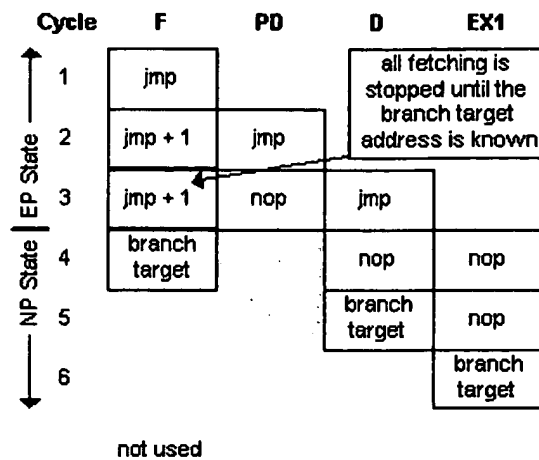 Cycle F PD D EX1
1 jmp
all fetching is
stopped until the
branch target
address is known
2 jmp + 1 jmp
3 jmp + 1 nop jmp
4 branch
target nop nop
5 branch
target nop
6 branch
target
EP State
NP State
not used